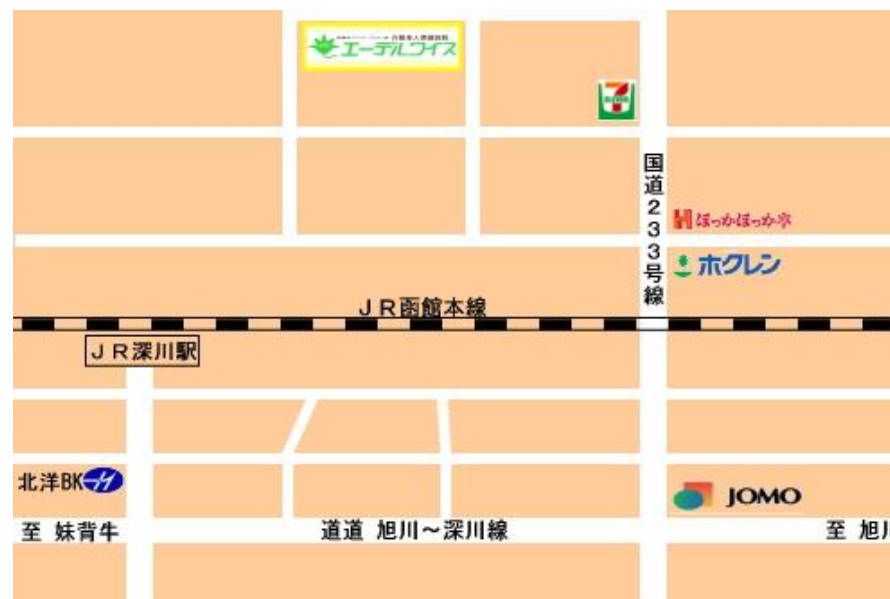 エーデルワイス
7
ELEVEN
国道233号線
ほっかほっか亭
ホクレン
JR函館本線
JR深川駅
北洋BK
JOMO
至 妹背牛
道道 旭川~深川線
至 旭川